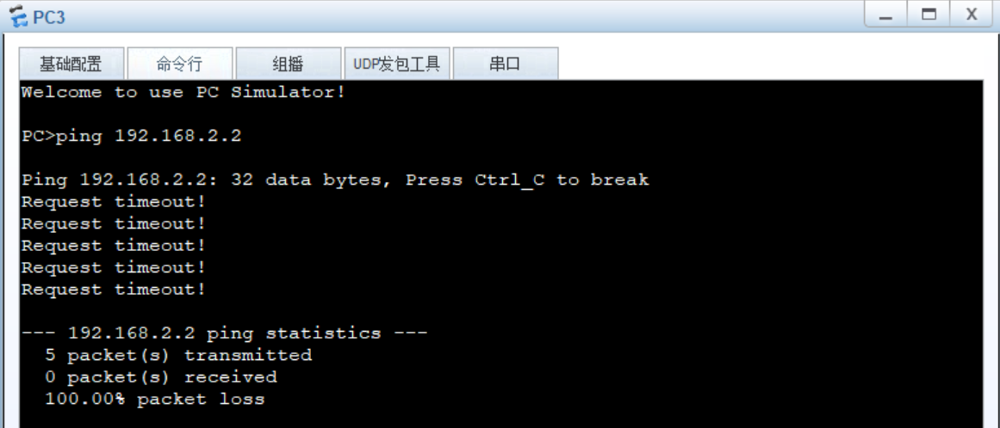 PC3
基础配置 命令行 组播 UDP发包工具 串口
Welcome to use PC Simulator!
PC>ping 192.168.2.2
Ping 192.168.2.2: 32 data bytes, Press Ctrl_C to break
Request timeout!
Request timeout!
Request timeout!
Request timeout!
Request timeout!
--- 192.168.2.2 ping statistics ---
5 packet(s) transmitted
0 packet(s) received
100.00% packet loss